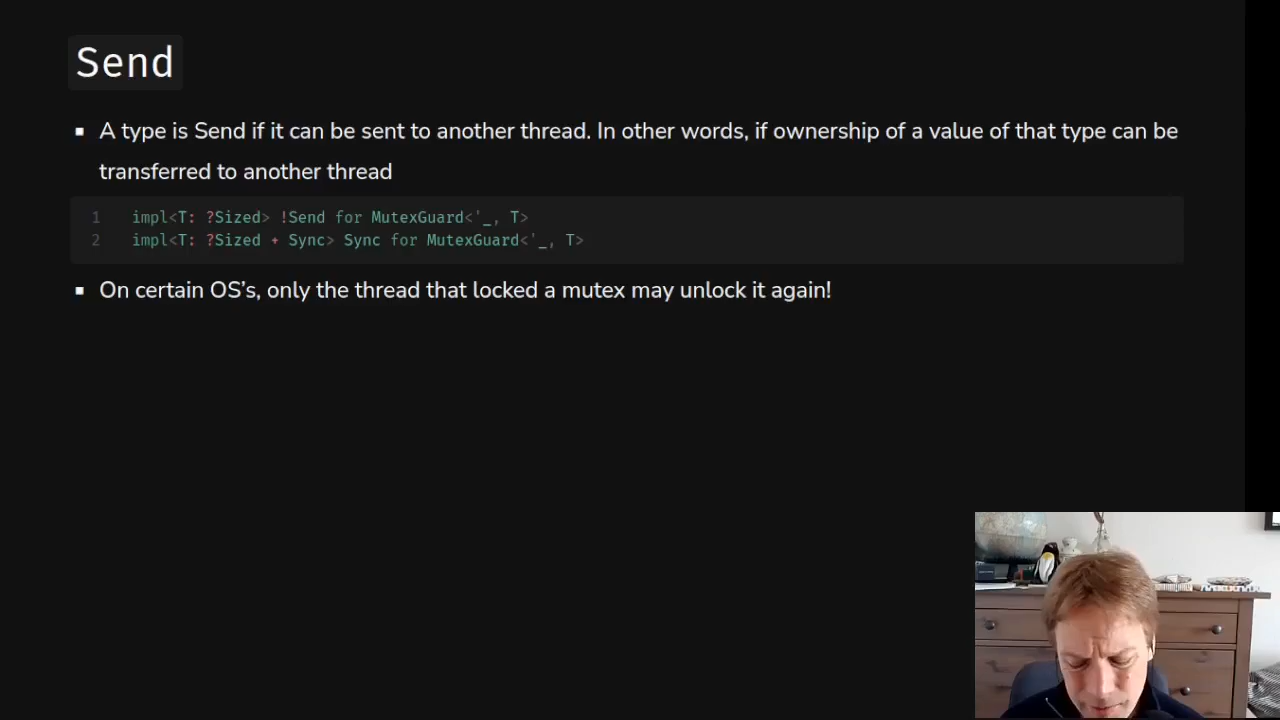 Send
▪ A type is Send if it can be sent to another thread. In other words, if ownership of a value of that type can be
transferred to another thread
1 impl<T: ?Sized> !Send for MutexGuard<'_, T>
2 impl<T: ?Sized + Sync> Sync for MutexGuard<'_, T>
▪ On certain OS’s, only the thread that locked a mutex may unlock it again!